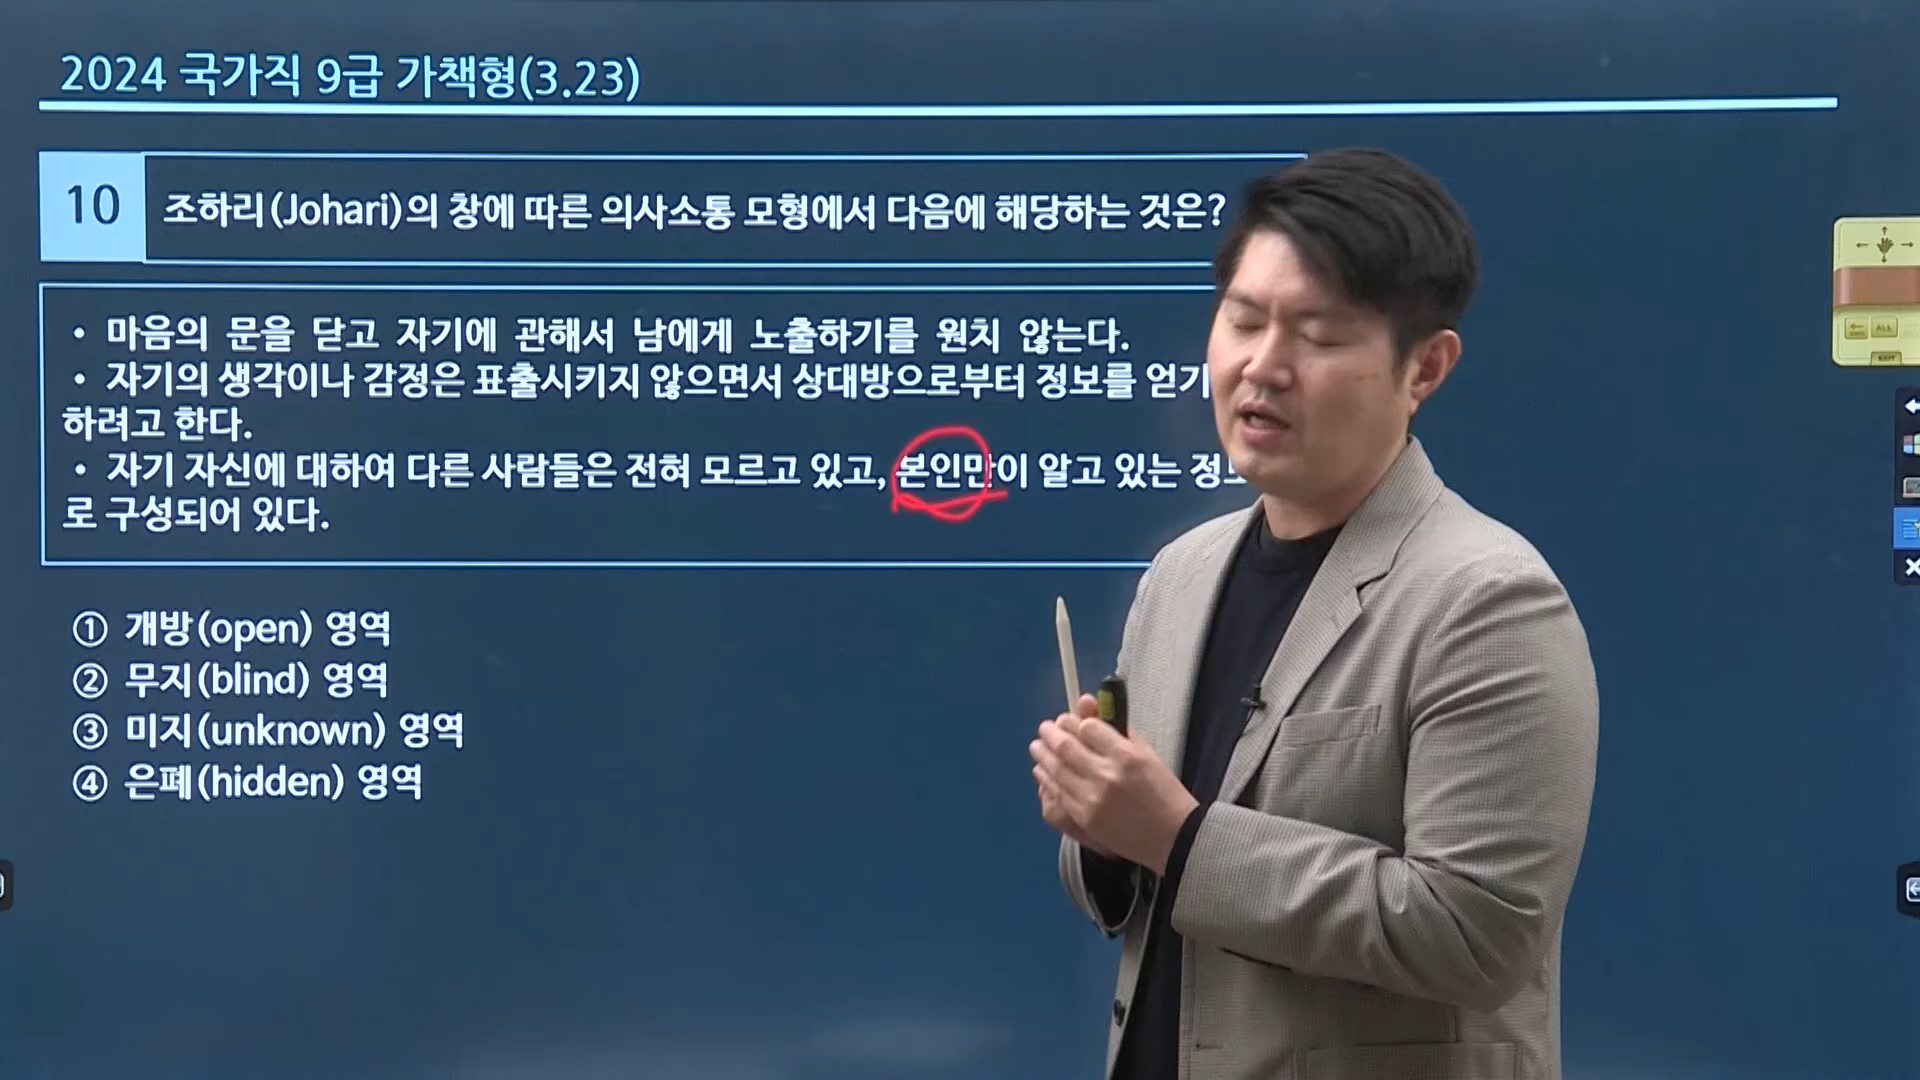 2024 국가직 9급 가책형(3.23)
10
조하리(Johari)의 창에 따른 의사소통 모형에서 다음에 해당하는 것은?
• 마음의 문을 닫고 자기에 관해서 남에게 노출하기를 원치 않는다.
• 자기의 생각이나 감정은 표출시키지 않으면서 상대방으로부터 정보를 얻기
하려고 한다.
• 자기 자신에 대하여 다른 사람들은 전혀 모르고 있고, 본인만이 알고 있는
로 구성되어 있다.
① 개방(open) 영역
② 무지(blind) 영역
③ 미지(unknown) 영역
④ 은폐(hidden) 영역
ALL
EXIT